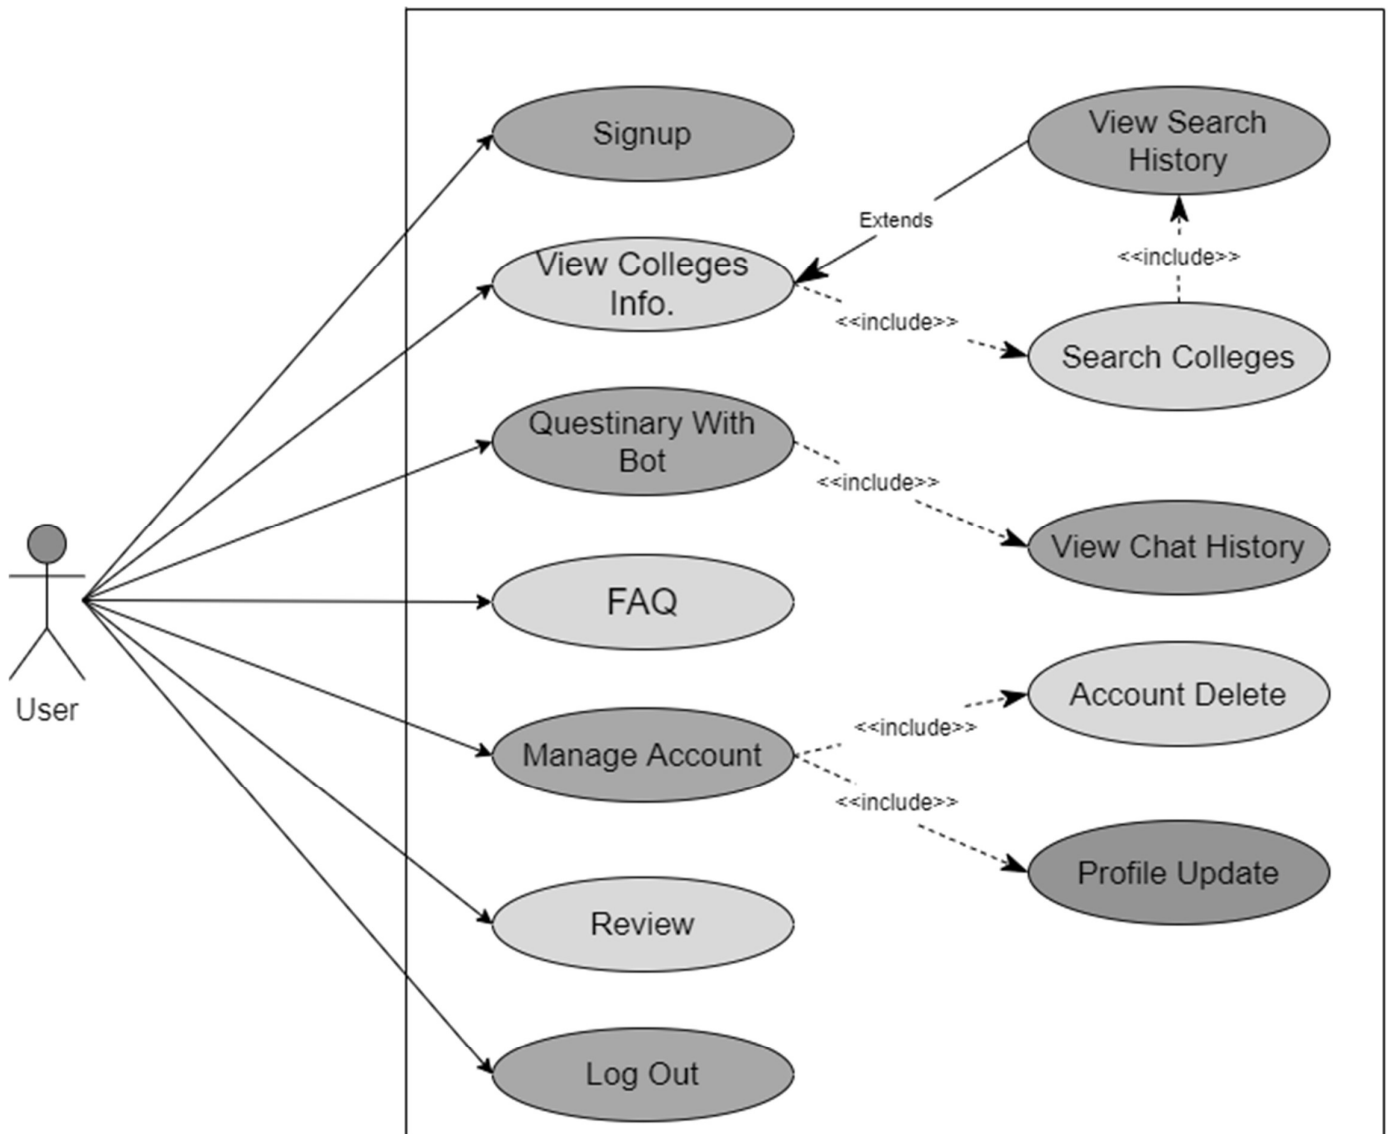 Signup
View Search
History
Extends
View Colleges
Info.
<<include>>
<<include>>
Search Colleges
Questinary With
Bot
<<include>>
View Chat History
FAQ
User
Account Delete
<<include>>
Manage Account
<<include>>
Profile Update
Review
Log Out